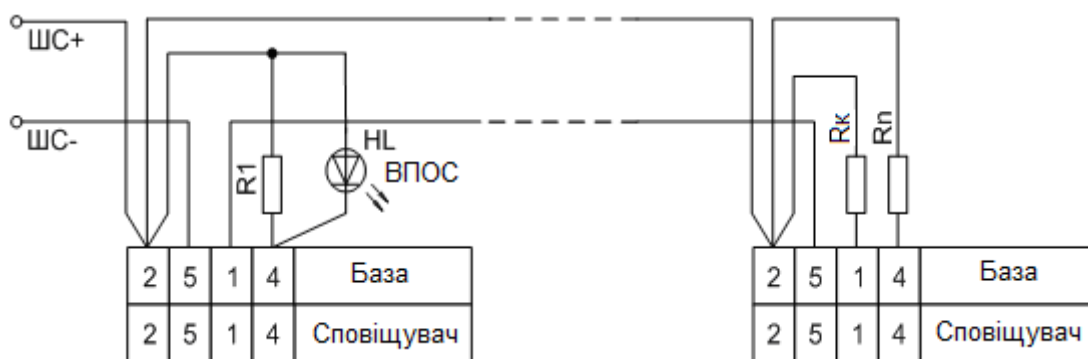 ШС+
ШС-
R1
HL
ВПОС
Rк
Rn
2 5 1 4 База
2 5 1 4 Сповіщувач
2 5 1 4 База
2 5 1 4 Сповіщувач